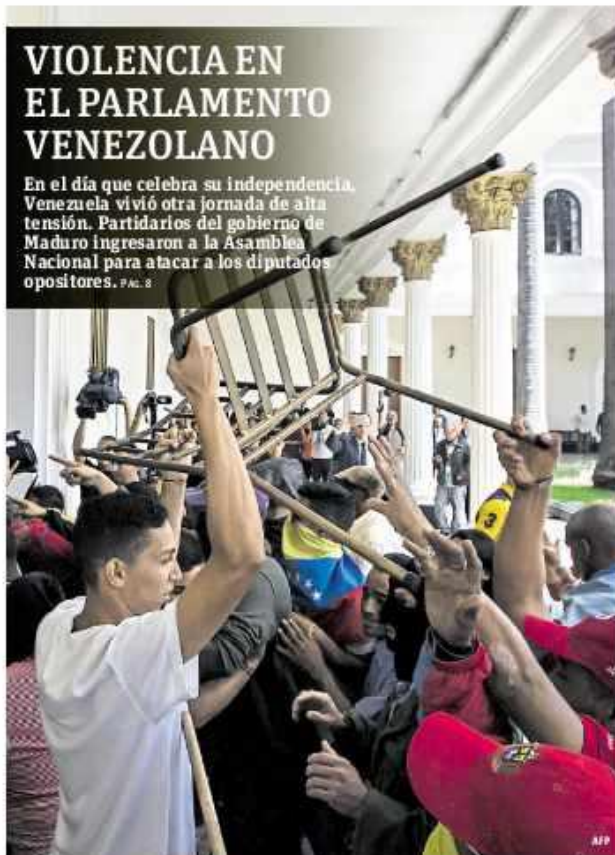 VIOLENCIA EN
EL PARLAMENTO
VENEZOLANO
En el día que celebra su independencia,
Venezuela vivió otra jornada de alta
tensión. Partidarios del gobierno de
Maduro ingresaron a la Asamblea
Nacional para atacar a los diputados
opositores. PÁG. 8
3
AFP